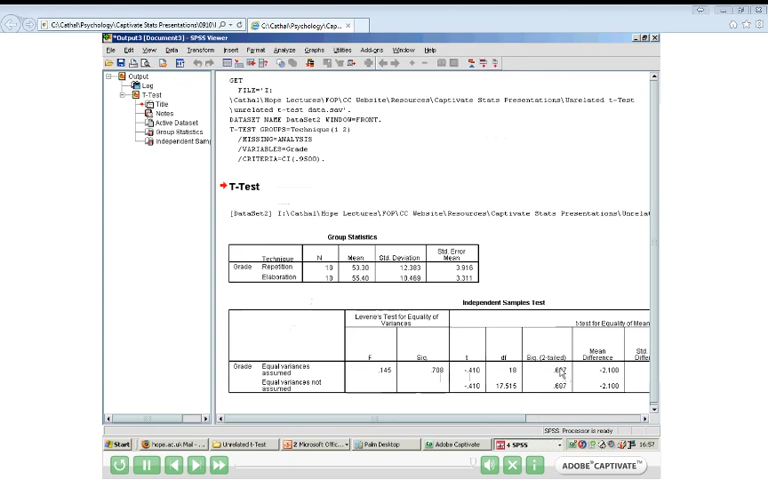 C:\Cathal\Psychology\Captivate Stats Presentations\0910\I
C:\Cathal\Psychology\Cap...
*Output3 [Document3] - SPSS Viewer
File Edit View Data Transform Insert Format Analyze Graphs Utilities Add-ons Window Help
Output
Log
T-Test
Title
Notes
Active Dataset
Group Statistics
Independent Sam
GET
FILE='I:
\Cathal\Hope Lectures\FOP\CC Website\Resources\Captivate Stats Presentations\Unrelated t-Test
\unrelated t-test data.sav'.
DATASET NAME DataSet2 WINDOW=FRONT.
T-TEST GROUPS=Technique(1 2)
/MISSING=ANALYSIS
/VARIABLES=Grade
/CRITERIA=CI(.9500).
T-Test
[DataSet2] I:\Cathal\Hope Lectures\FOP\CC Website\Resources\Captivate Stats Presentations\Unrela
Group Statistics
Technique N Mean Std. Deviation Std. Error Mean
Grade Repetition 10 53.30 12.383 3.916
Elaboration 10 55.40 10.469 3.311
Independent Samples Test
Levene's Test for Equality of Variances
t-test for Equality of Mean
F Sig. t df Sig. (2-tailed) Mean Difference Std. Differ
Grade Equal variances assumed .145 .708 -.410 18 -2.100
Equal variances not assumed -.410 17.515 .687 -2.100
SPSS Processor is ready
Start hope.ac.uk Mail - ... Unrelated t-Test 2 Microsoft Offic... Palm Desktop Adobe Captivate 4 SPSS 16:57
ADOBE® CAPTIVATE™